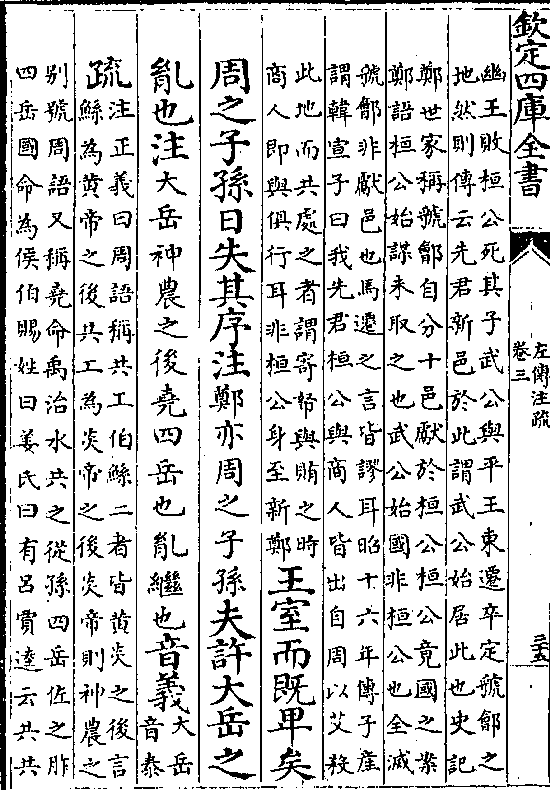 欽定四庫全書
左傳注疏
卷三
三十五
幽王敗桓公死其子武公與平王東遷卒定虢鄶之
地然則傳云先君新邑於此謂武公始居此也史記
鄭世家稱虢鄶自分十邑獻於桓公桓公竟國之案
鄭語桓公始謀未取之也武公始國非桓公也全滅
虢鄶非獻邑也馬遷之言皆謬耳昭十六年傳子產
謂韓宣子曰我先君桓公與商人皆出自周以艾殺
此地而共處之者謂寄帑與賄之時
商人即與俱行耳非桓公身至新鄭
王室而既卑矣
周之子孫日失其序注鄭亦周之子孫夫許大岳之
亂也注大岳神農之後堯四岳也亂繼也音義大岳
音泰
疏注正義曰周語稱共工伯鯀二者皆黃炎之後言
鯀為黄帝之後共工為炎帝之後炎帝則神農之
别號周語又稱堯命禹治水共之從孫四岳佐之胙
四岳國命為侯伯賜姓曰姜氏曰有呂賈逵云共共